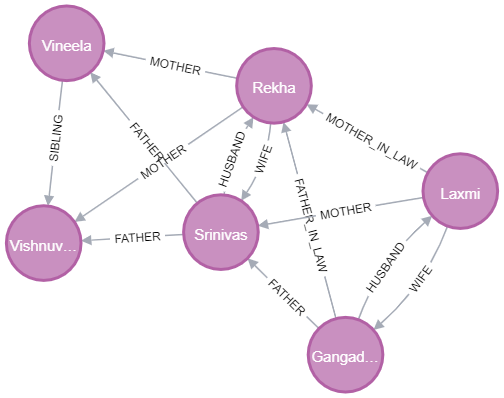 Vineela
MOTHER
Rekha
SIBLING
FATHER
MOTHER
HUSBAND
WIFE
MOTHER_IN_LAW
Laxmi
MOTHER
FATHER_IN_LAW
Vishnuv...
FATHER
Srinivas
HUSBAND
WIFE
FATHER
Gangad...